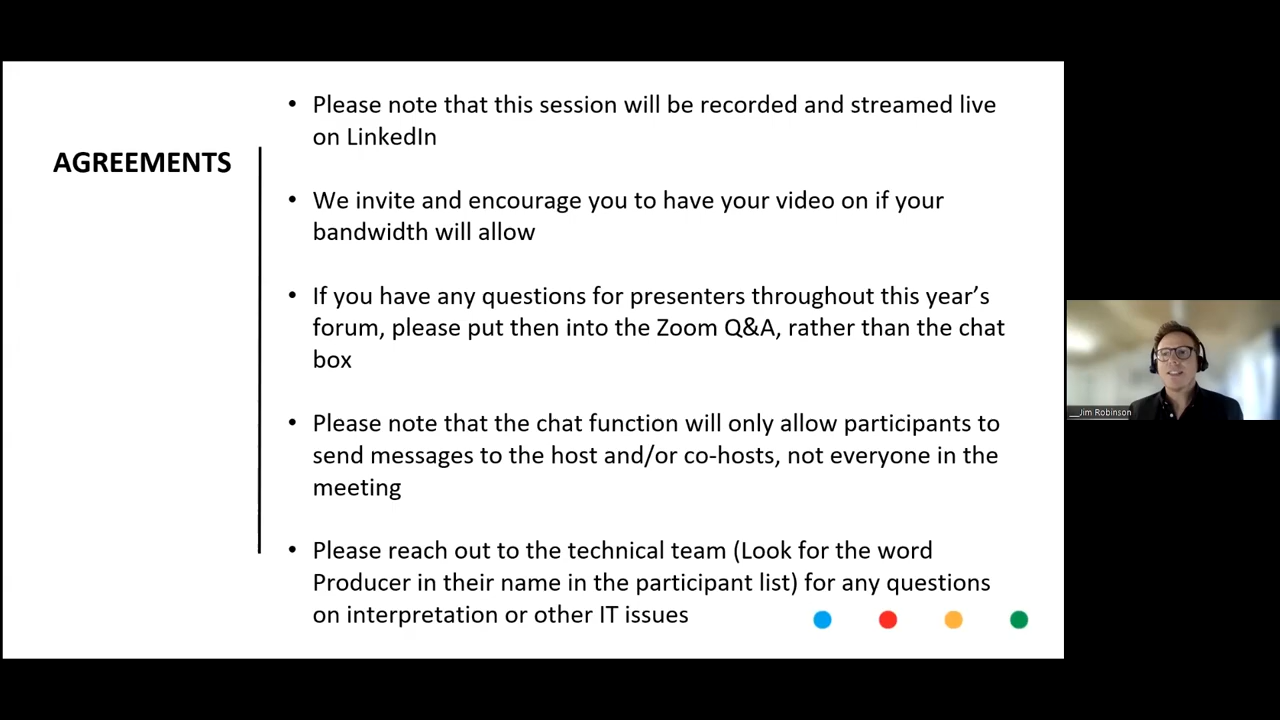 AGREEMENTS
• Please note that this session will be recorded and streamed live
on LinkedIn
• We invite and encourage you to have your video on if your
bandwidth will allow
• If you have any questions for presenters throughout this year’s
forum, please put then into the Zoom Q&A, rather than the chat
box
• Please note that the chat function will only allow participants to
send messages to the host and/or co-hosts, not everyone in the
meeting
• Please reach out to the technical team (Look for the word
Producer in their name in the participant list) for any questions
on interpretation or other IT issues
__Jim Robinson